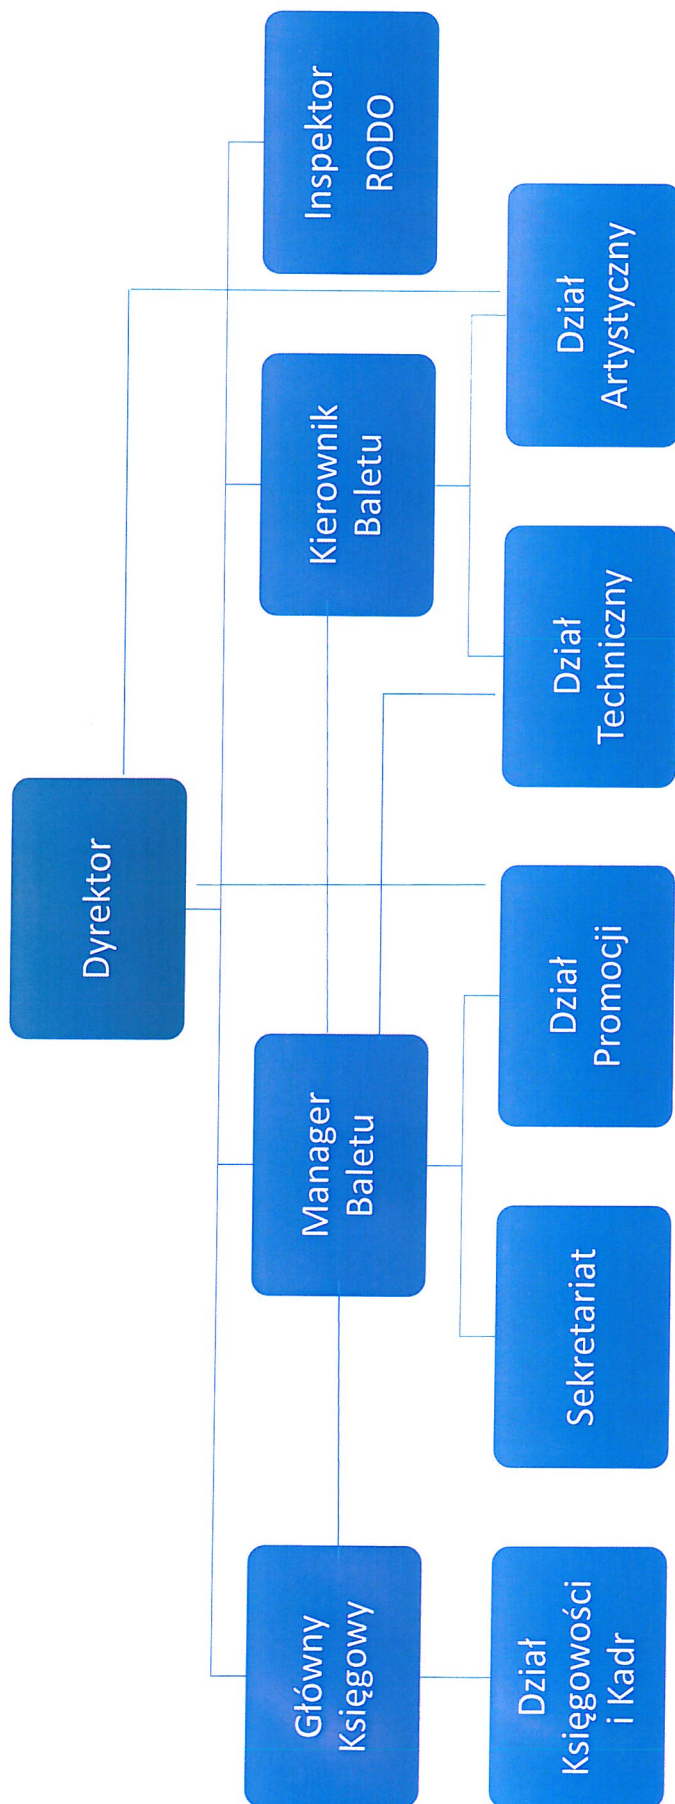 Dyrektor
Główny
Księgowy
Manager
Baletu
Kierownik
Baletu
Inspektor
RODO
Dział
Księgowości
i Kadr
Sekretariat
Dział
Promocji
Dział
Techniczny
Dział
Artystyczny